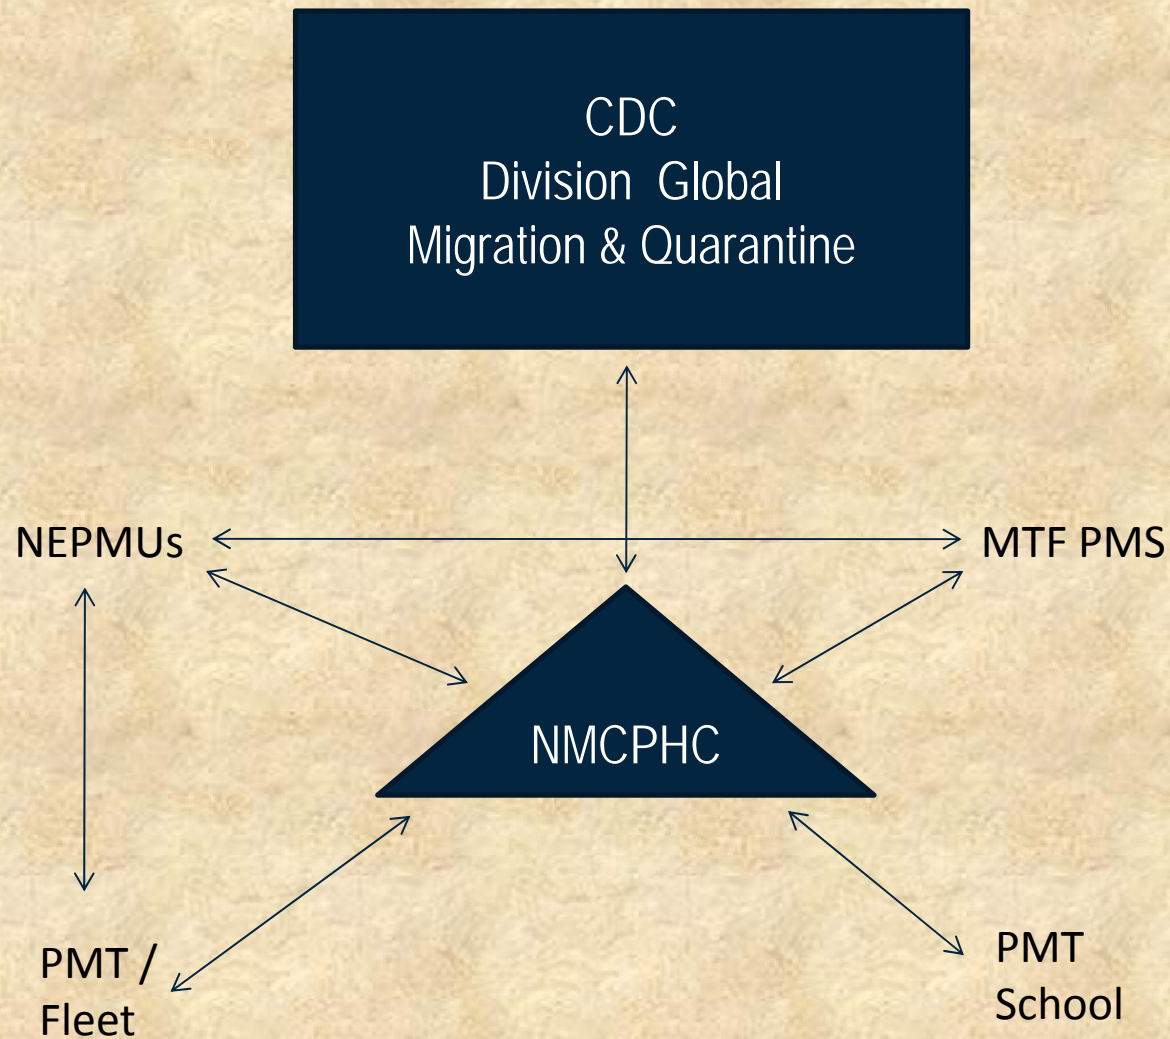 CDC
Division Global
Migration & Quarantine
NEPMUs
MTF PMS
NMCPHC
PMT /
Fleet
PMT
School